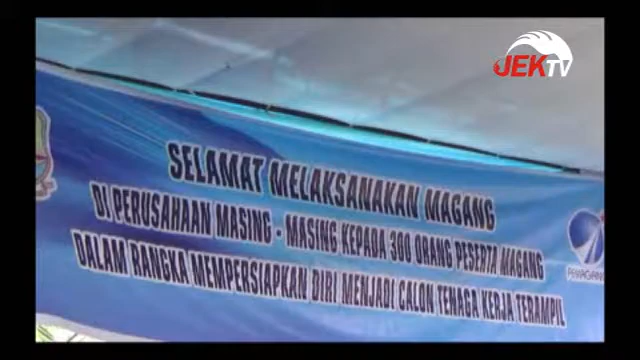 JEKTV
SELAMAT MELAKSANAKAN MAGANG
DI PERUSAHAAN MASING - MASING KEPADA 300 ORANG PESERTA MAGANG
DALAM RANGKA MEMPERSIAPKAN DIRI MENJADI CALON TENAGA KERJA TERAMPIL